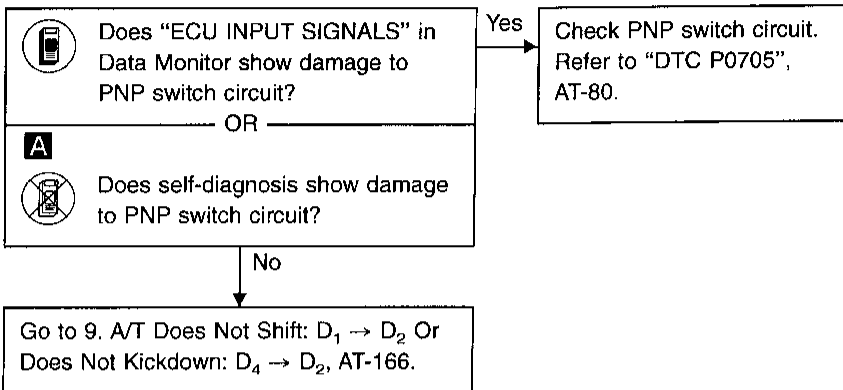 Does “ECU INPUT SIGNALS” in
Data Monitor show damage to
PNP switch circuit?
Yes
Check PNP switch circuit.
Refer to “DTC P0705”,
AT-80.
OR
A
Does self-diagnosis show damage
to PNP switch circuit?
No
Go to 9. A/T Does Not Shift: D₁ → D₂ Or
Does Not Kickdown: D₄ → D₂, AT-166.